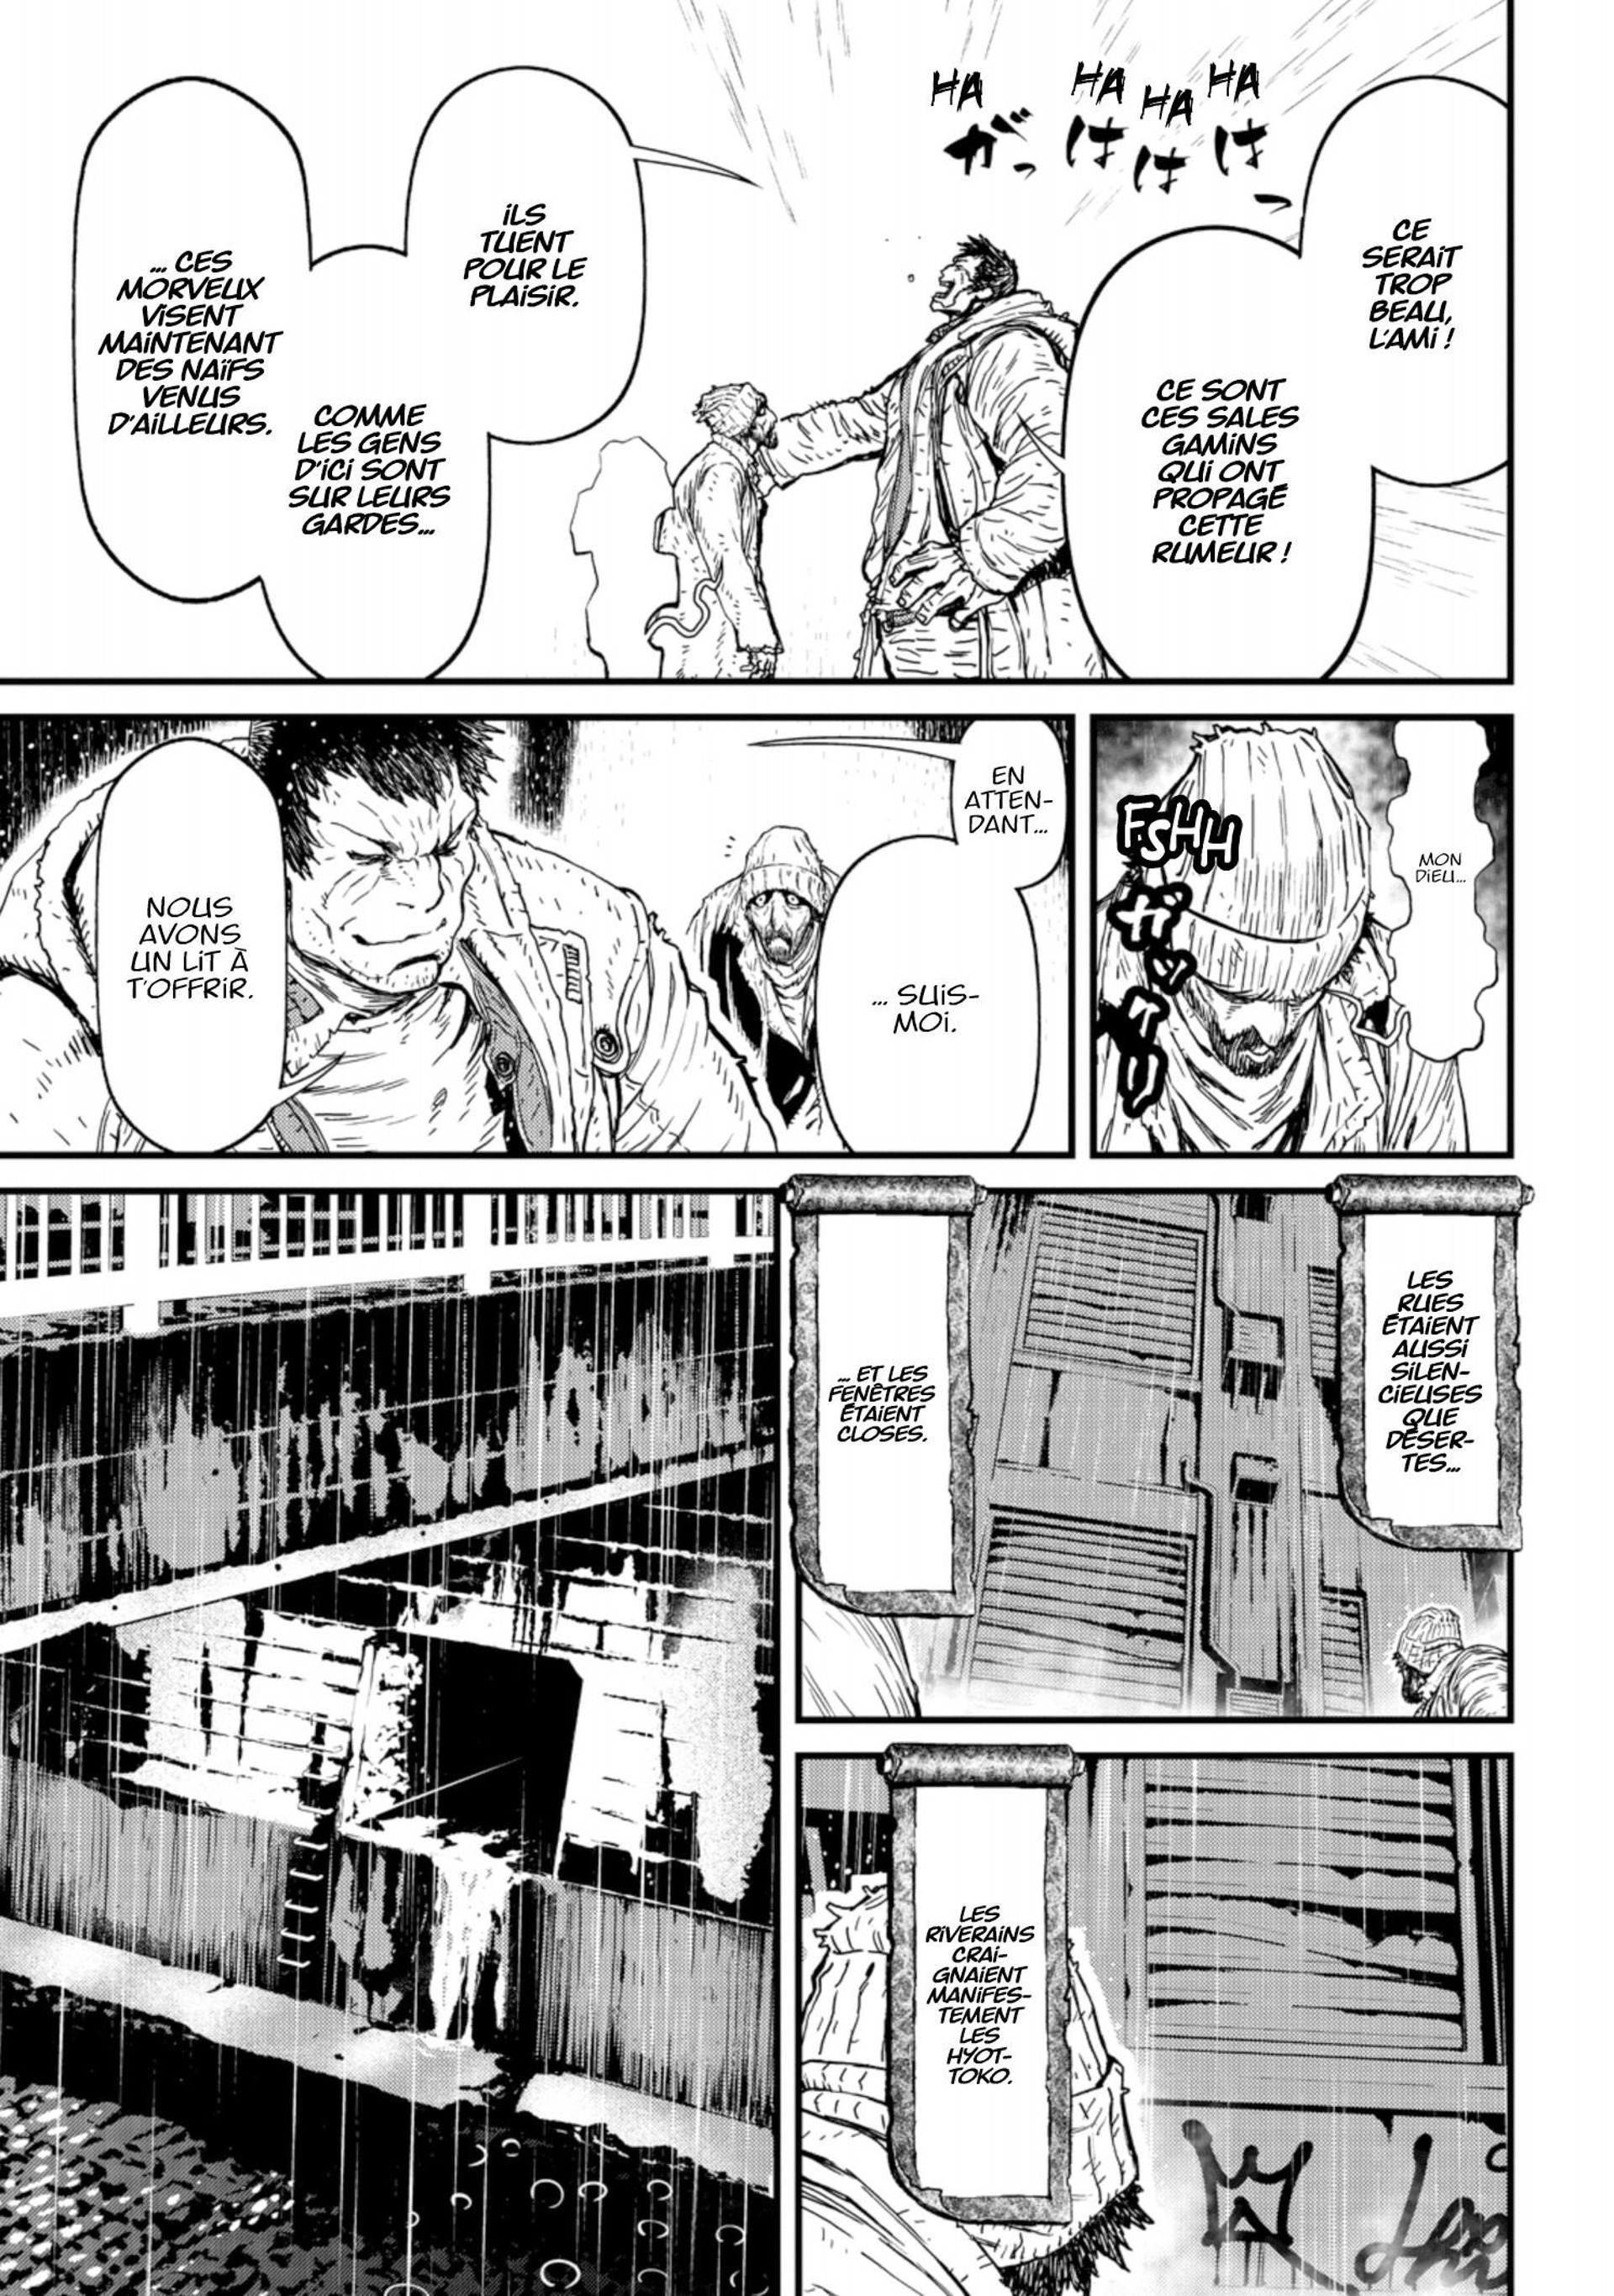 CE
SERAIT
TROP
BEAU,
L'AMI !
CE SONT
CES SALES
GAMINS
QUI ONT
PROPAGÉ
CETTE
RUMEUR !
HA
HA
HA
HA
がっ
は
は
はっ
ILS
TUENT
POUR LE
PLAISIR.
COMME
LES GENS
D'ICI SONT
SUR LEURS
GARDES...
... CES
MORVEUX
VISENT
MAINTENANT
DES NAÏFS
VENUS
D'AILLEURS.
MON
DIEU...
FSHH
ガックリ
EN
ATTEN-
DANT...
... SUIS-
MOI.
NOUS
AVONS
UN LIT À
T'OFFRIR.
LES
RUES
ÉTAIENT
AUSSI
SILEN-
CIEUSES
QUE
DÉSER-
TES...
... ET LES
FENÊTRES
ÉTAIENT
CLOSES.
LES
RIVERAINS
CRAI-
GNAIENT
MANIFES-
TEMENT
LES
HYOT-
TOKO.